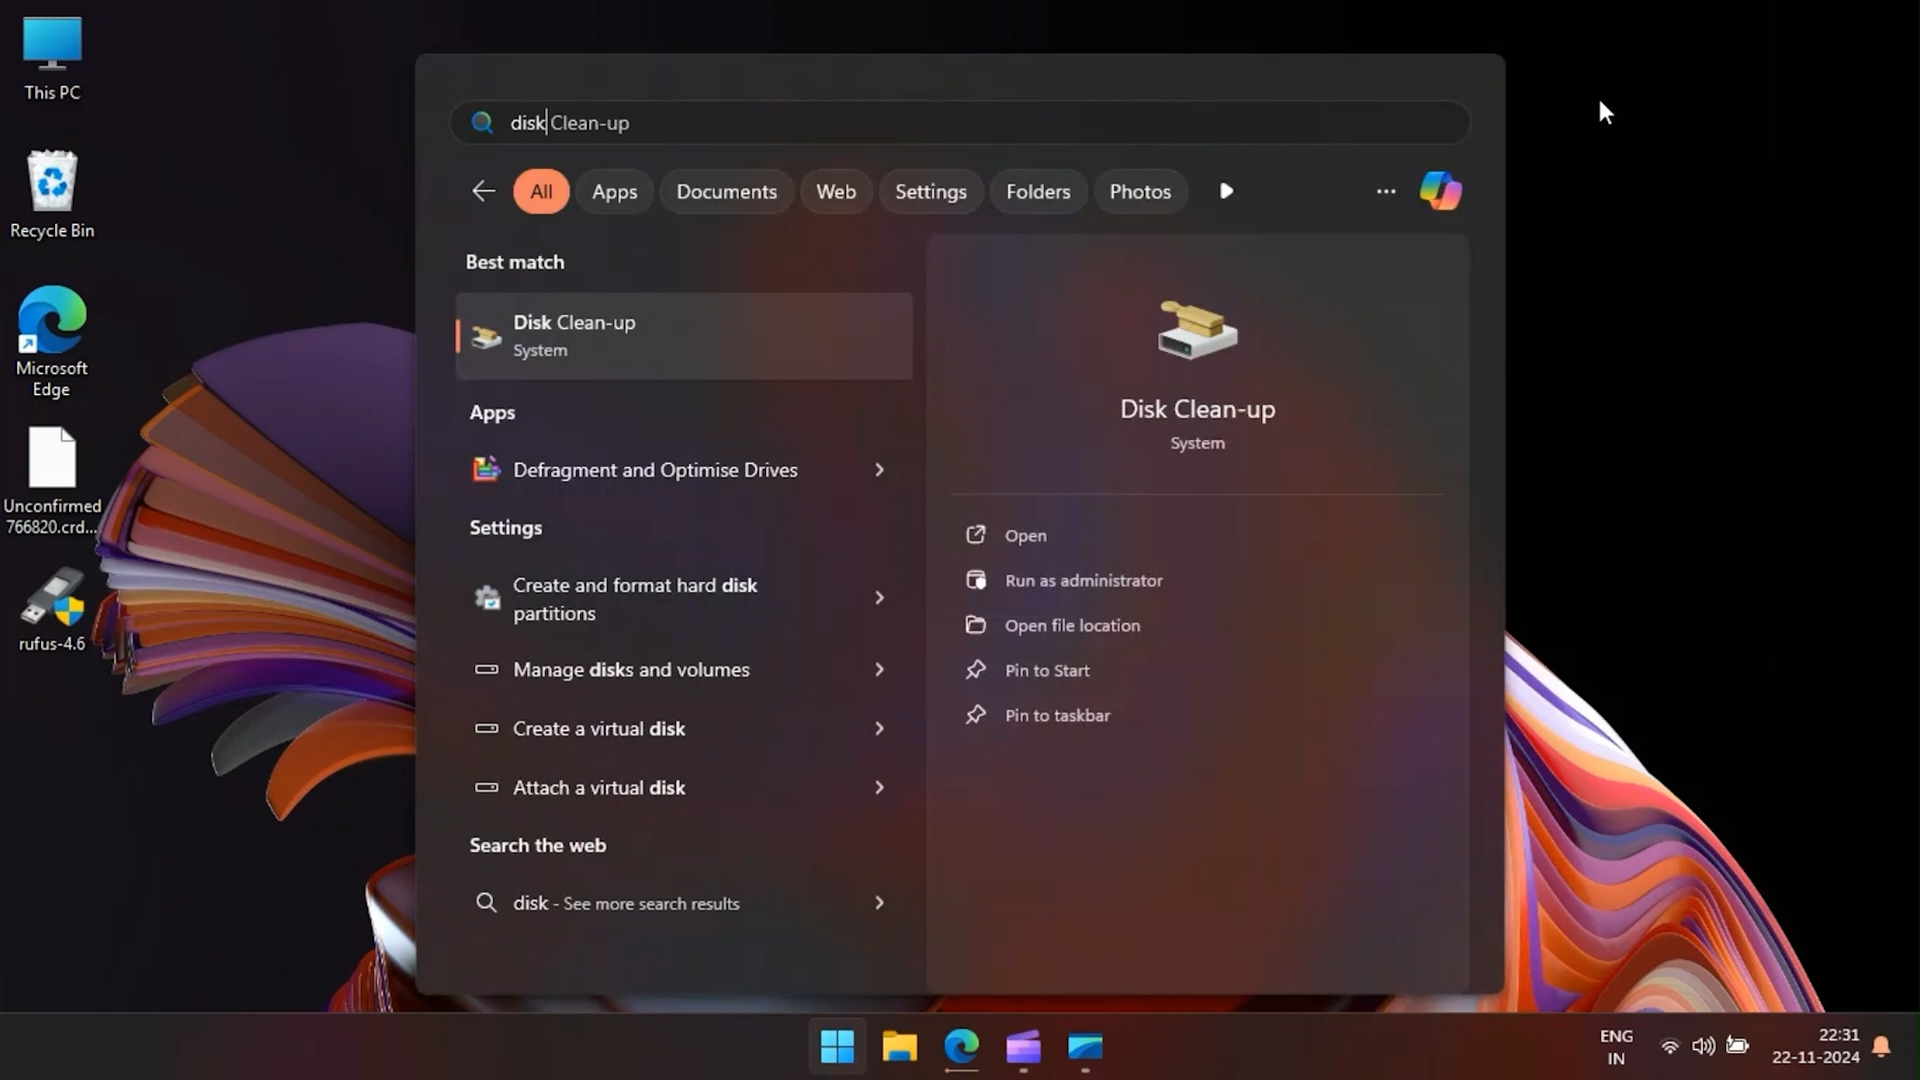 This PC
Recycle Bin
Microsoft
Edge
Unconfirmed
766820.crd...
rufus-4.6
disk Clean-up
All
Apps
Documents
Web
Settings
Folders
Photos
Best match
Disk Clean-up
System
Apps
Defragment and Optimise Drives
Settings
Create and format hard disk
partitions
Manage disks and volumes
Create a virtual disk
Attach a virtual disk
Search the web
disk - See more search results
Disk Clean-up
System
Open
Run as administrator
Open file location
Pin to Start
Pin to taskbar
ENG
IN
22:31
22-11-2024